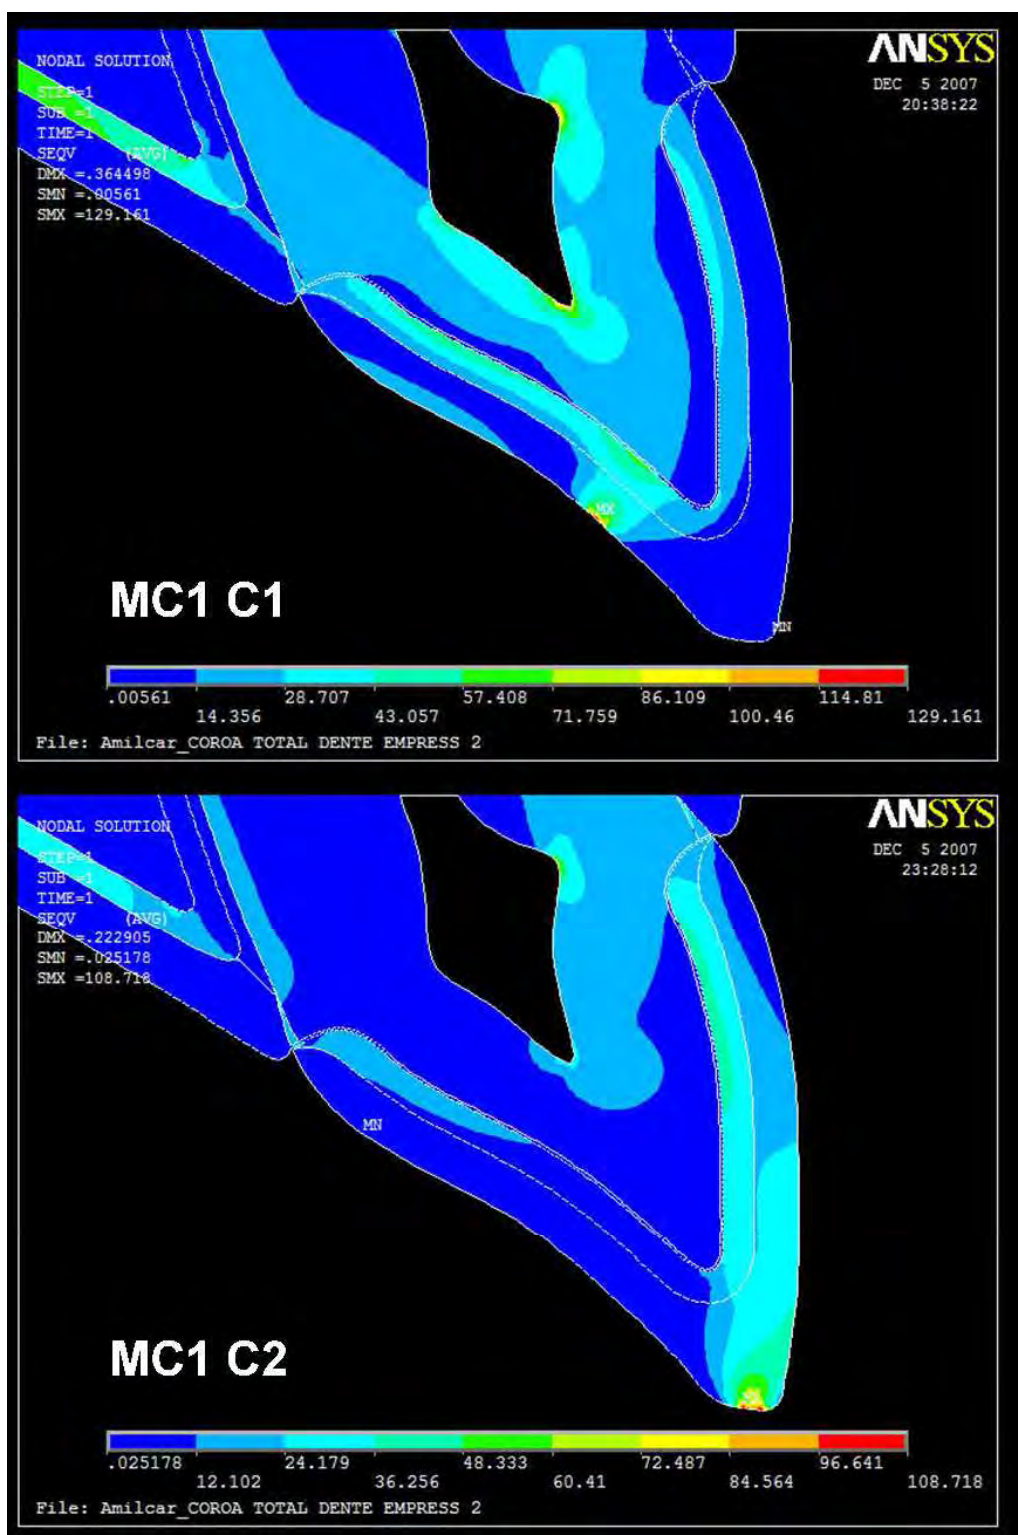 ANSYS
NODAL SOLUTION
STEP=1
SUB =1
TIME=1
SEQV (AVG)
DMX =.364498
SMN =.00561
SMX =129.161
DEC 5 2007
20:38:22
MX
MN
MC1 C1
.00561 28.707 57.408 86.109 114.81
14.356 43.057 71.759 100.46 129.161
File: Amilcar_COROA TOTAL DENTE EMPRESS 2
ANSYS
NODAL SOLUTION
STEP=1
SUB =1
TIME=1
SEQV (AVG)
DMX =.222905
SMN =.025178
SMX =108.718
DEC 5 2007
23:28:12
MN
MC1 C2
.025178 24.179 48.333 72.487 96.641
12.102 36.256 60.41 84.564 108.718
File: Amilcar_COROA TOTAL DENTE EMPRESS 2